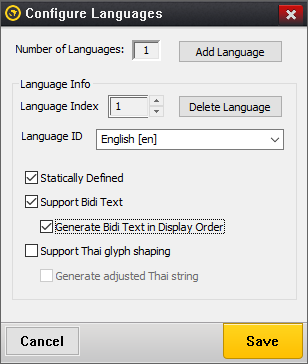 Configure Languages
Number of Languages: 1 Add Language
Language Info
Language Index 1 Delete Language
Language ID English [en]
Statically Defined
Support Bidi Text
Generate Bidi Text in Display Order
Support Thai glyph shaping
Generate adjusted Thai string
Cancel Save